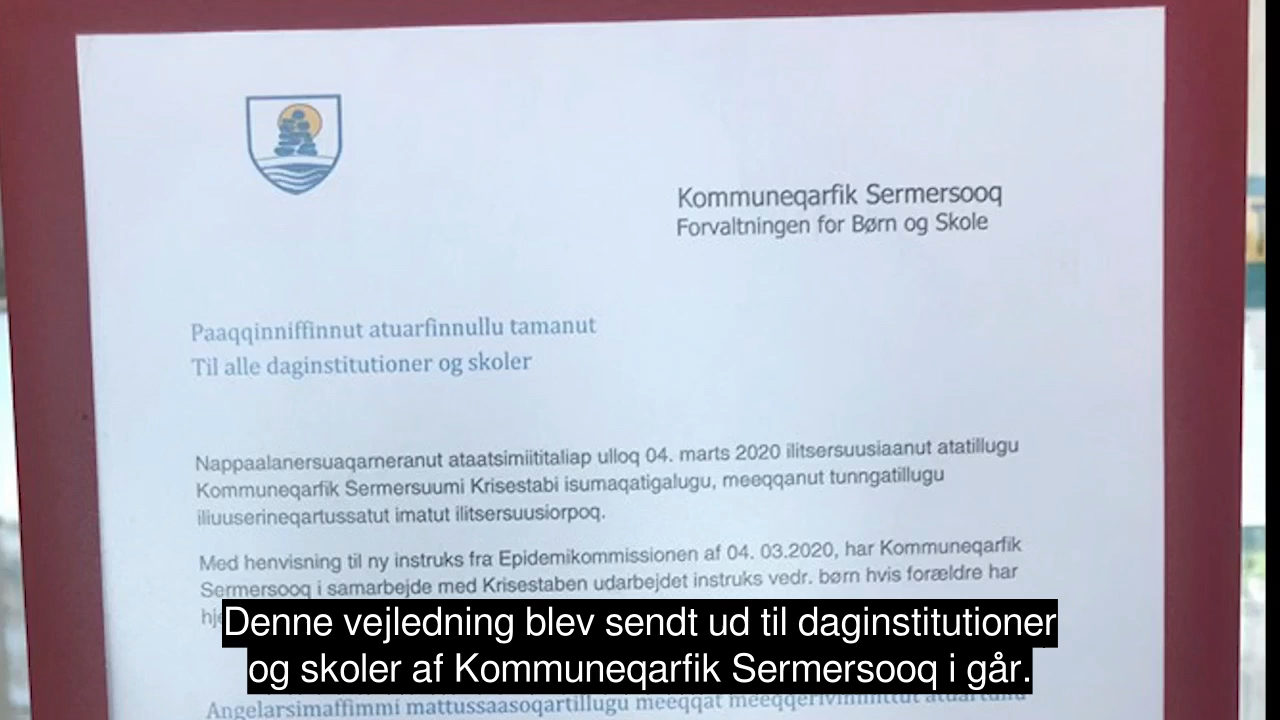 Kommuneqarfik Sermersooq
Forvaltningen for Børn og Skole
Paaqqinniffinnut atuarfinnullu tamanut
Til alle daginstitutioner og skoler
Nappaalanersuaqarneranut ataatsimiititaliap ulloq 04. marts 2020 ilitsersuusiaanut atatillugu
Kommuneqarfik Sermersuumi Krisestabi isumaqatigalugu, meeqqanut tunngatillugu
iliuuserineqartussatut imatut ilitsersuusiorpoq.
Med henvisning til ny instruks fra Epidemikommissionen af 04. 03.2020, har Kommuneqarfik
Sermersooq i samarbejde med Krisestaben udarbejdet instruks vedr. børn hvis forældre har
Denne vejledning blev sendt ud til daginstitutioner
og skoler af Kommuneqarfik Sermersooq i går.
Angelarsimaffimmi mattussaasoqartillugu meeqqat